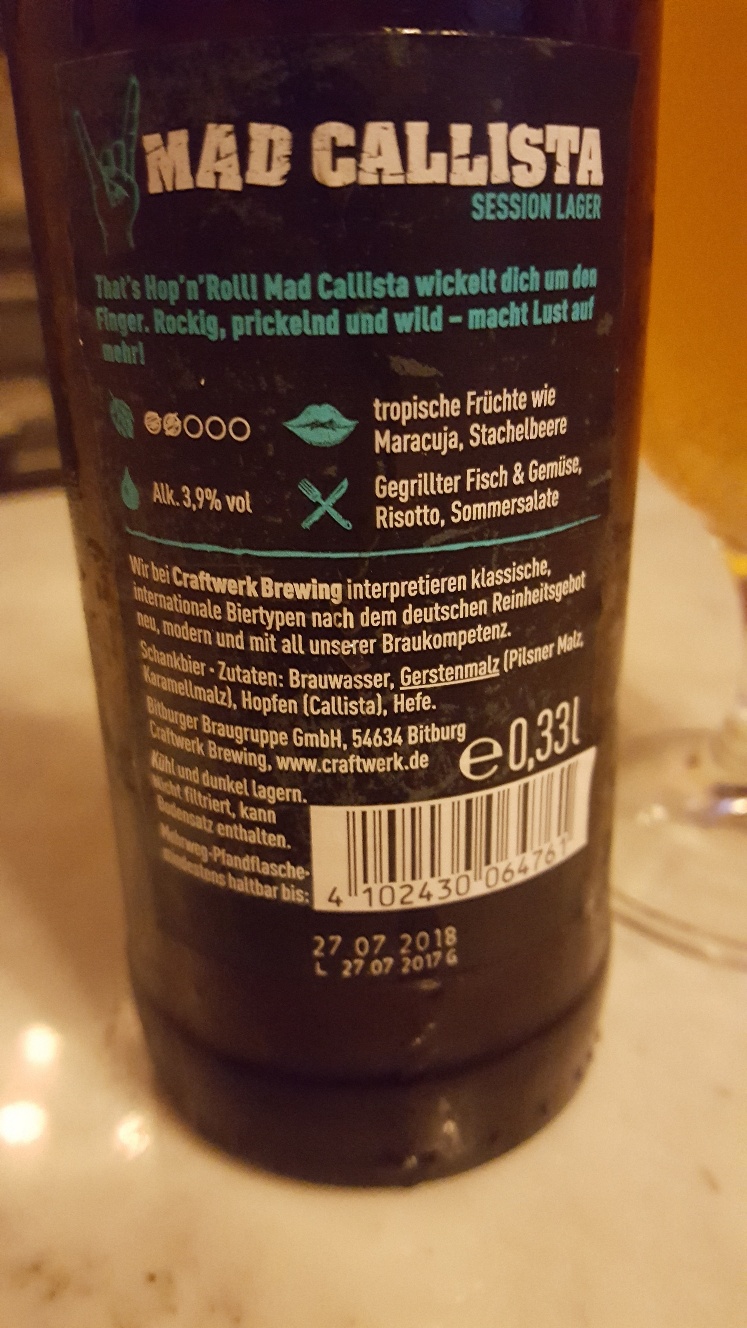 MAD CALLISTA
SESSION LAGER
That's Hop'n'Roll! Mad Callista wickelt dich um den
Finger. Rockig, prickelnd und wild – macht Lust auf
mehr!
tropische Früchte wie
Maracuja, Stachelbeere
Alk. 3,9% vol
Gegrillter Fisch & Gemüse,
Risotto, Sommersalate
Wir bei Craftwerk Brewing interpretieren klassische,
internationale Biertypen nach dem deutschen Reinheitsgebot
neu, modern und mit all unserer Braukompetenz.
Schankbier · Zutaten: Brauwasser, Gerstenmalz (Pilsner Malz,
Karamellmalz), Hopfen (Callista), Hefe.
Bitburger Braugruppe GmbH, 54634 Bitburg
Craftwerk Brewing, www.craftwerk.de
e 0,33l
Kühl und dunkel lagern.
Nicht filtriert, kann
Bodensatz enthalten.
Mehrweg-Pfandflasche·
mindestens haltbar bis:
4 102430 064761
27 07 2018
L 27.07 2017 G